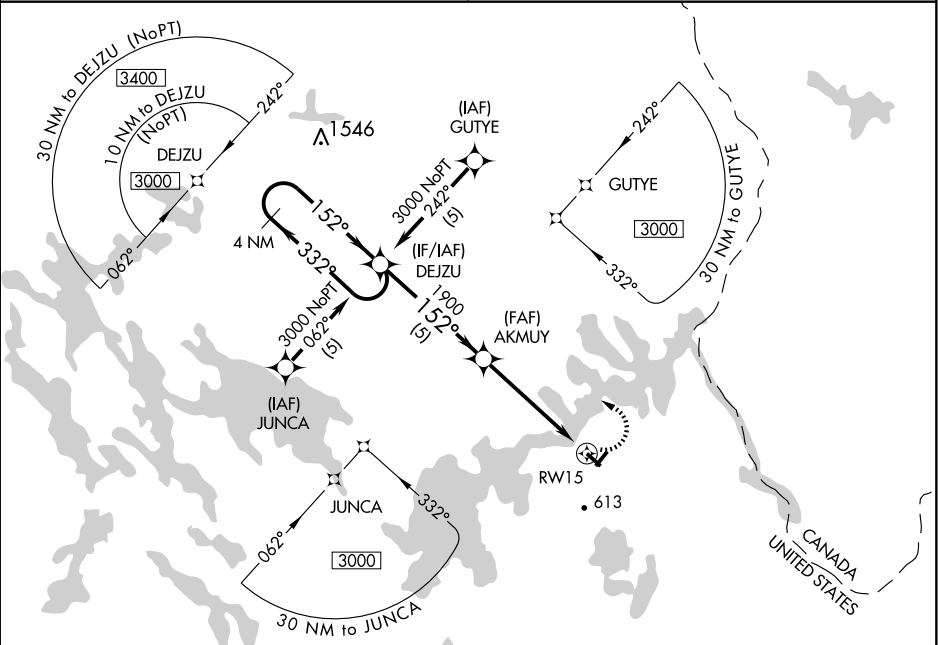 30 NM to DEJZU (NoPT)
3400
10 NM to DEJZU
(NoPT)
242°
DEJZU
3000
062°
1546
(IAF)
GUTYE
3000 NoPT
242°
(5)
152°
4 NM
332°
(IF/IAF)
DEJZU
3000 NoPT
062°
(5)
1900
152°
(5)
(FAF)
AKMUY
(IAF)
JUNCA
242°
GUTYE
3000
30 NM to GUTYE
332°
RW15
613
JUNCA
062°
332°
3000
30 NM to JUNCA
CANADA
UNITED STATES